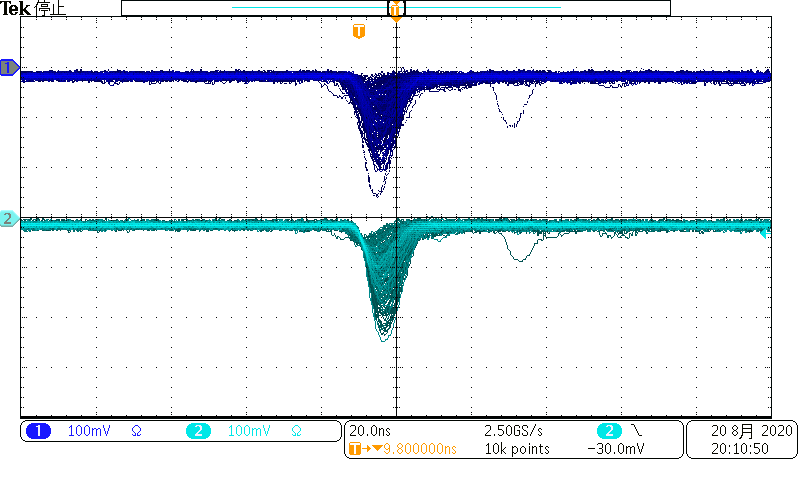 Tek 停止
T
T
1
2
1 100mV Ω 2 100mV Ω
20.0ns 2.50GS/s 2
T→▼9.800000ns 10k points −30.0mV
20 8月 2020
20:10:50